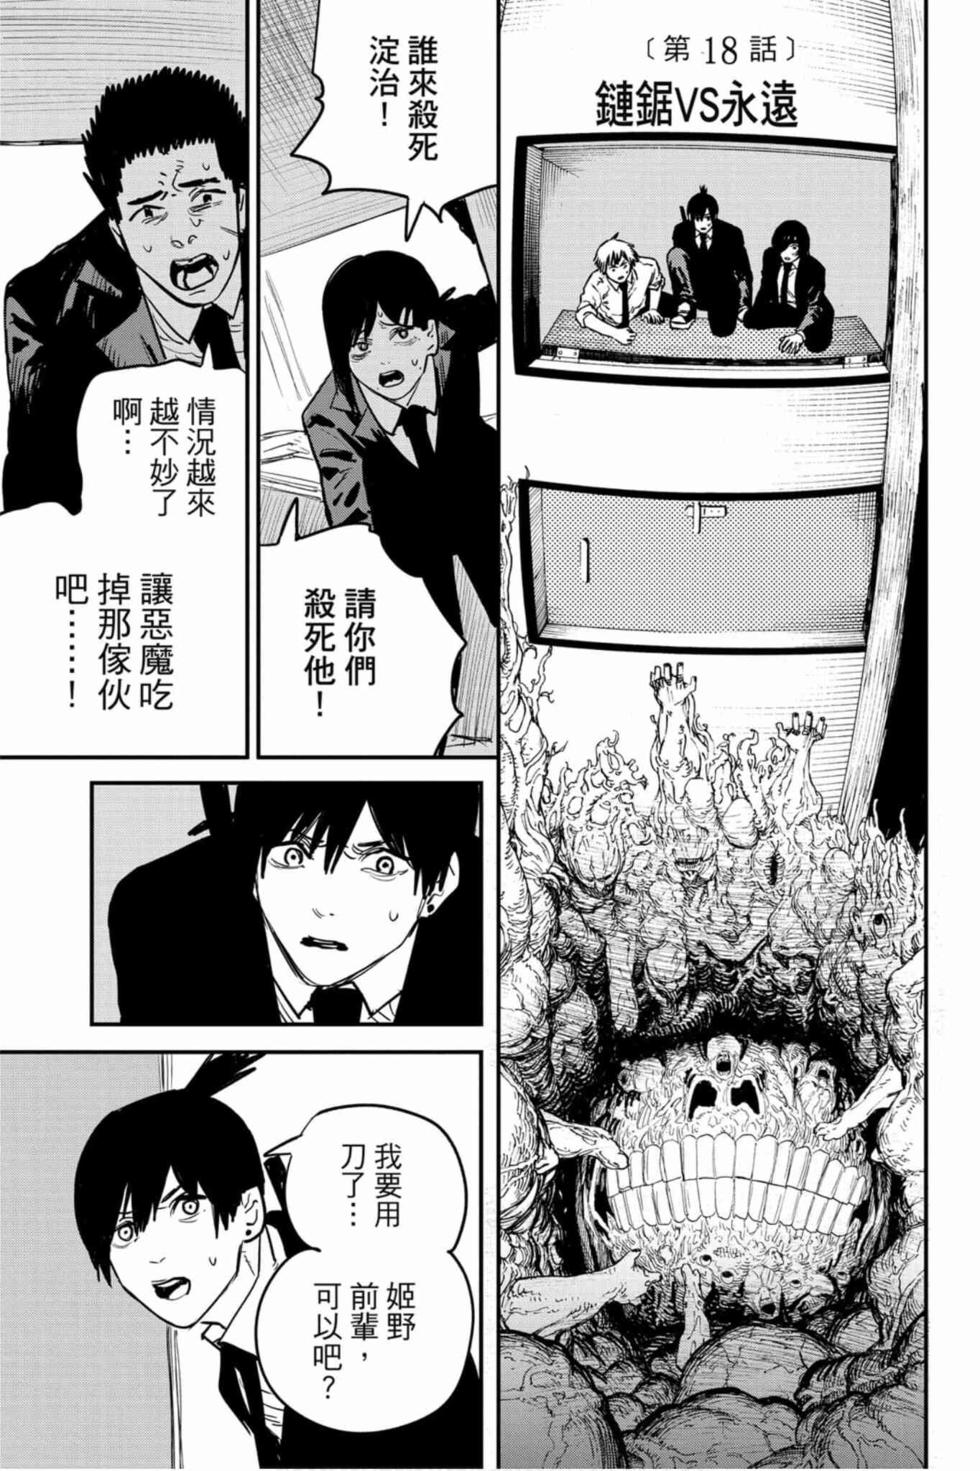 〔第18話〕
鏈鋸VS永遠
誰來殺死
淀治！
請你們
殺死他！
情況越來
越不妙了
啊…
讓惡魔吃
掉那傢伙
吧……！
我要用
刀了…
姬野
前輩，
可以吧？